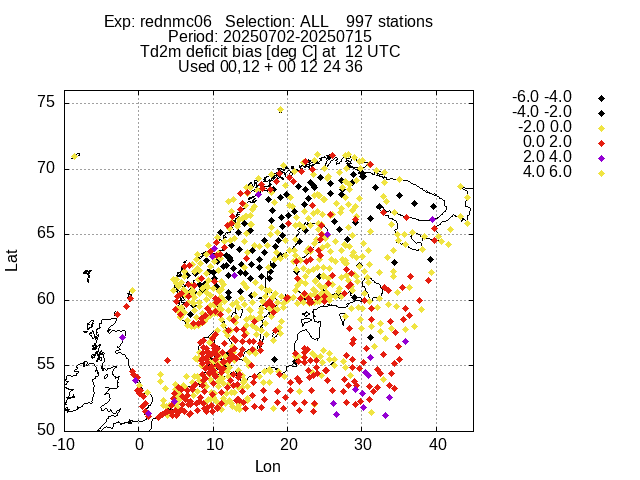 Exp: rednmc06 Selection: ALL 997 stations
Period: 20250702-20250715
Td2m deficit bias [deg C] at 12 UTC
Used 00,12 + 00 12 24 36
-6.0 -4.0
-4.0 -2.0
-2.0 0.0
0.0 2.0
2.0 4.0
4.0 6.0
75
70
65
60
55
50
Lat
-10 0 10 20 30 40
Lon